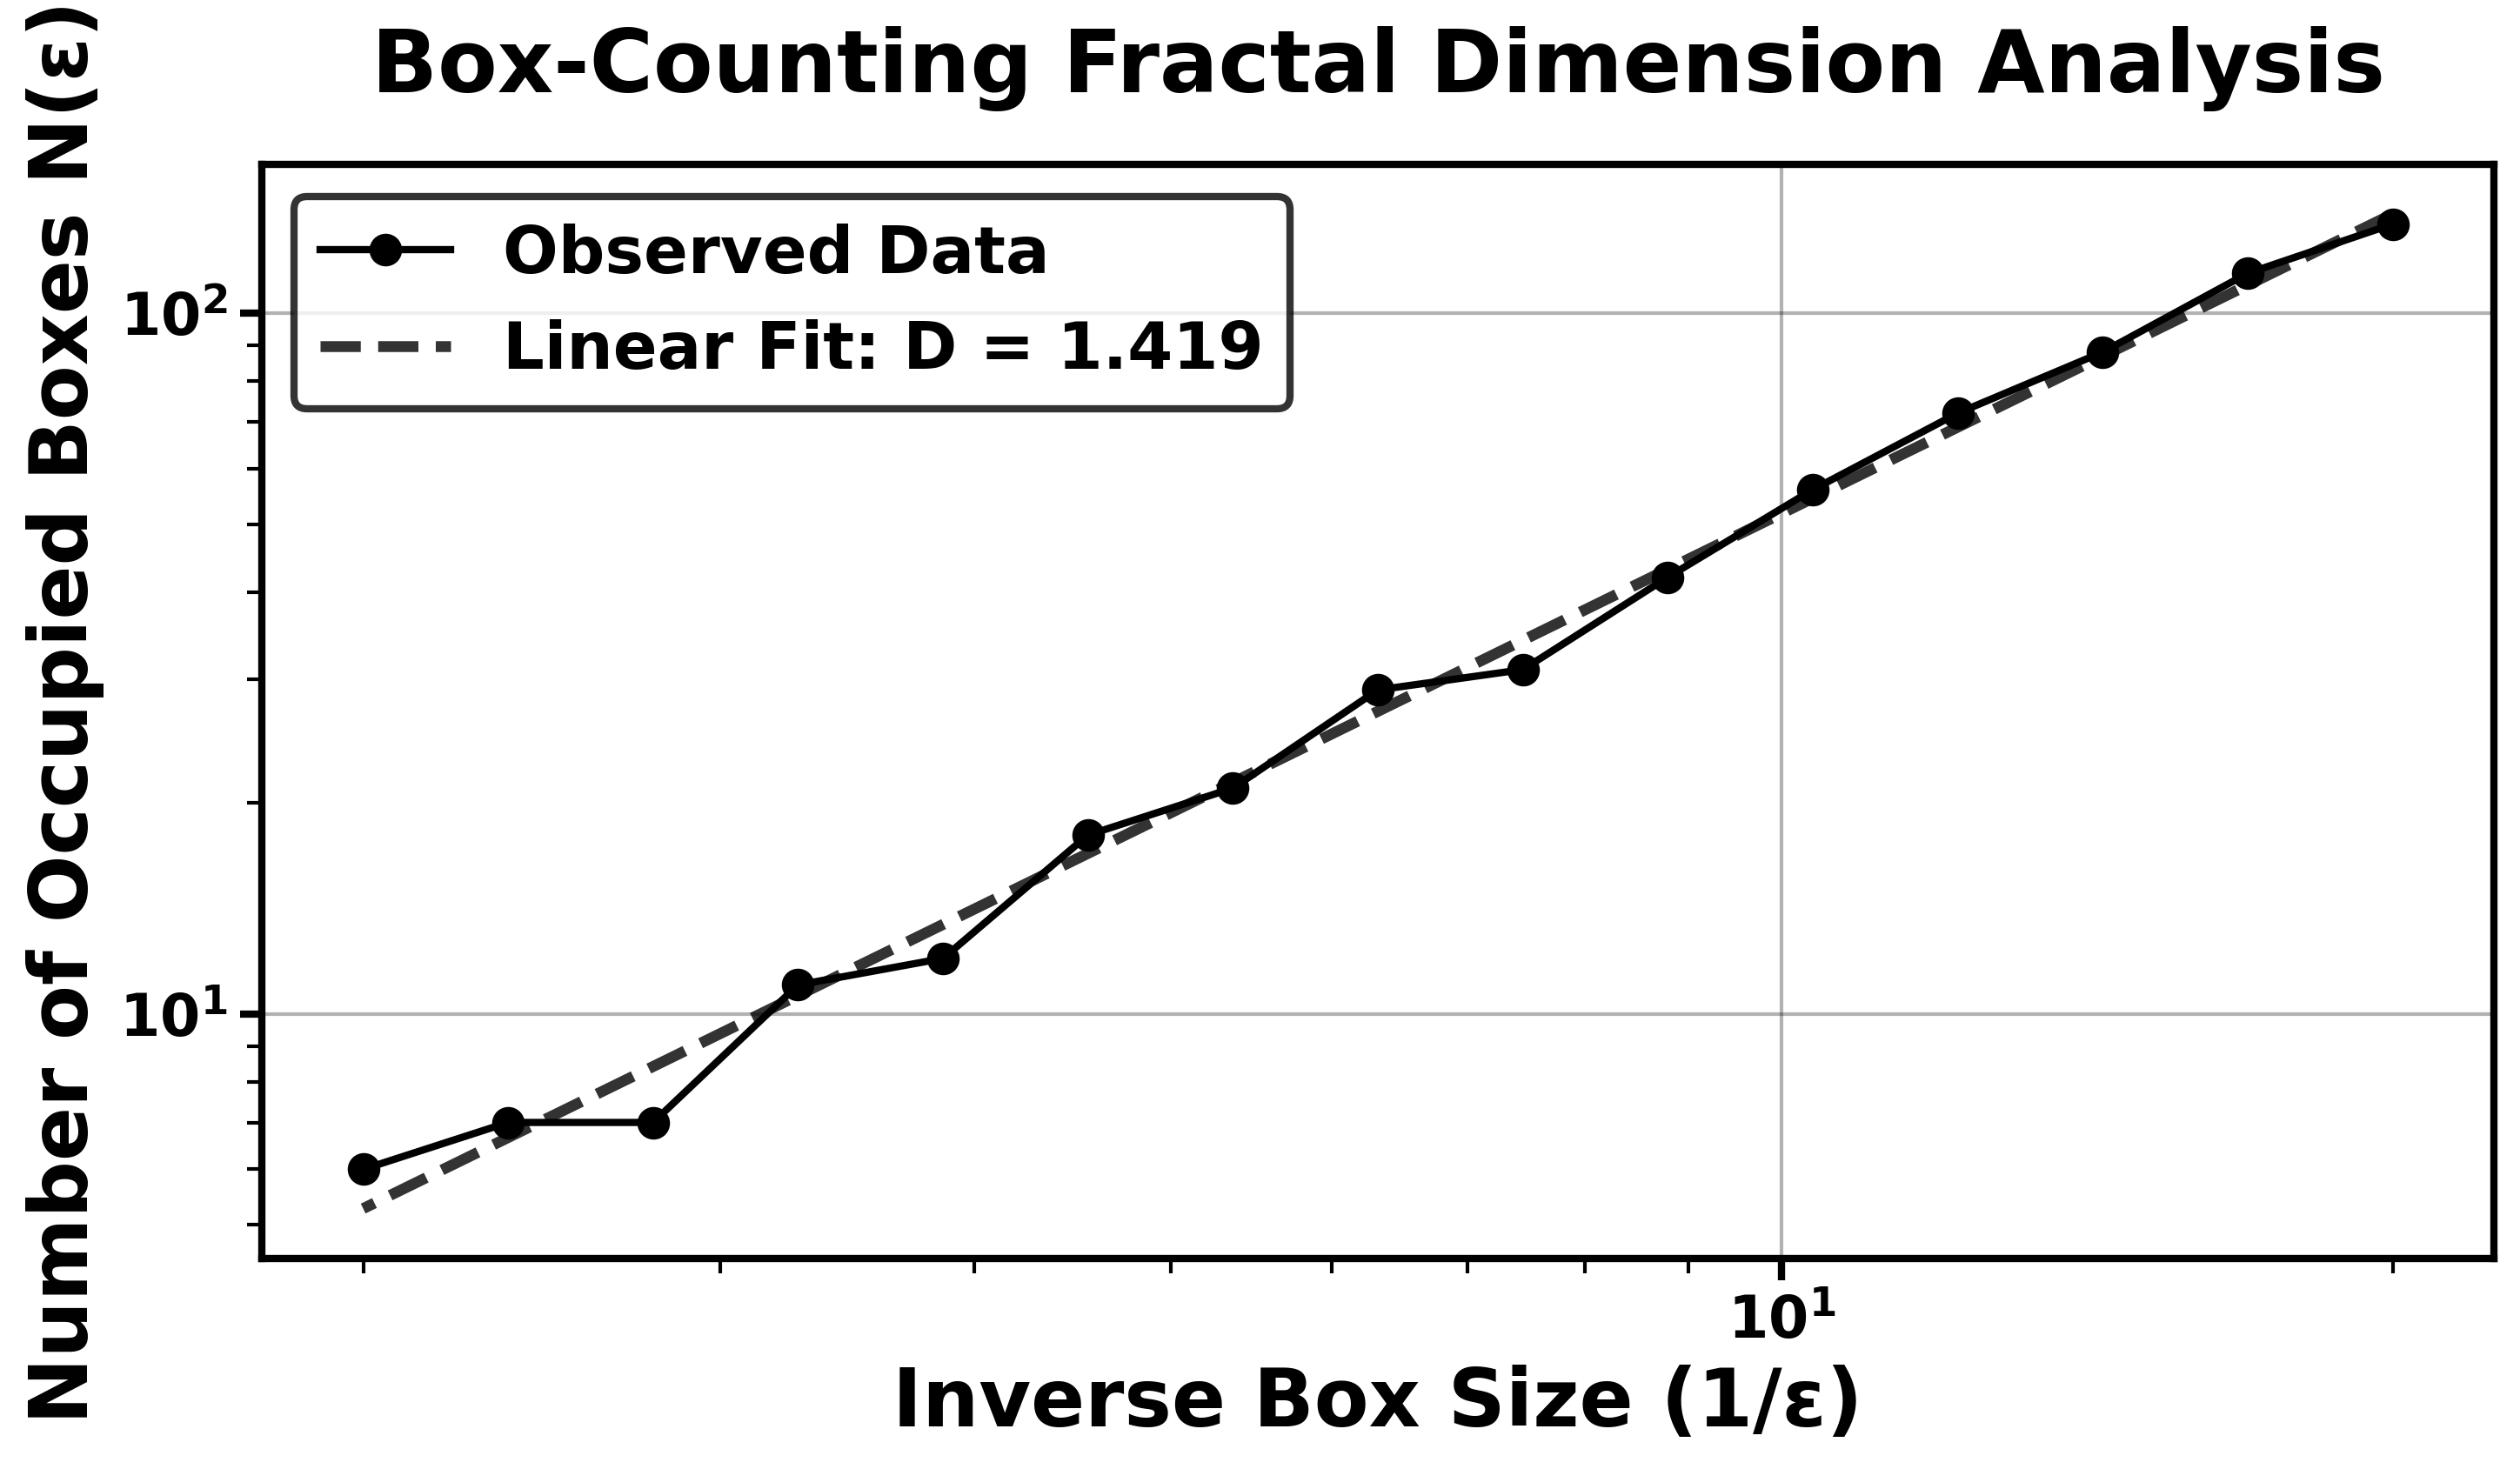 Box-Counting Fractal Dimension Analysis
Number of Occupied Boxes N(ε)
Observed Data
Linear Fit: D = 1.419
10²
10¹
10¹
Inverse Box Size (1/ε)